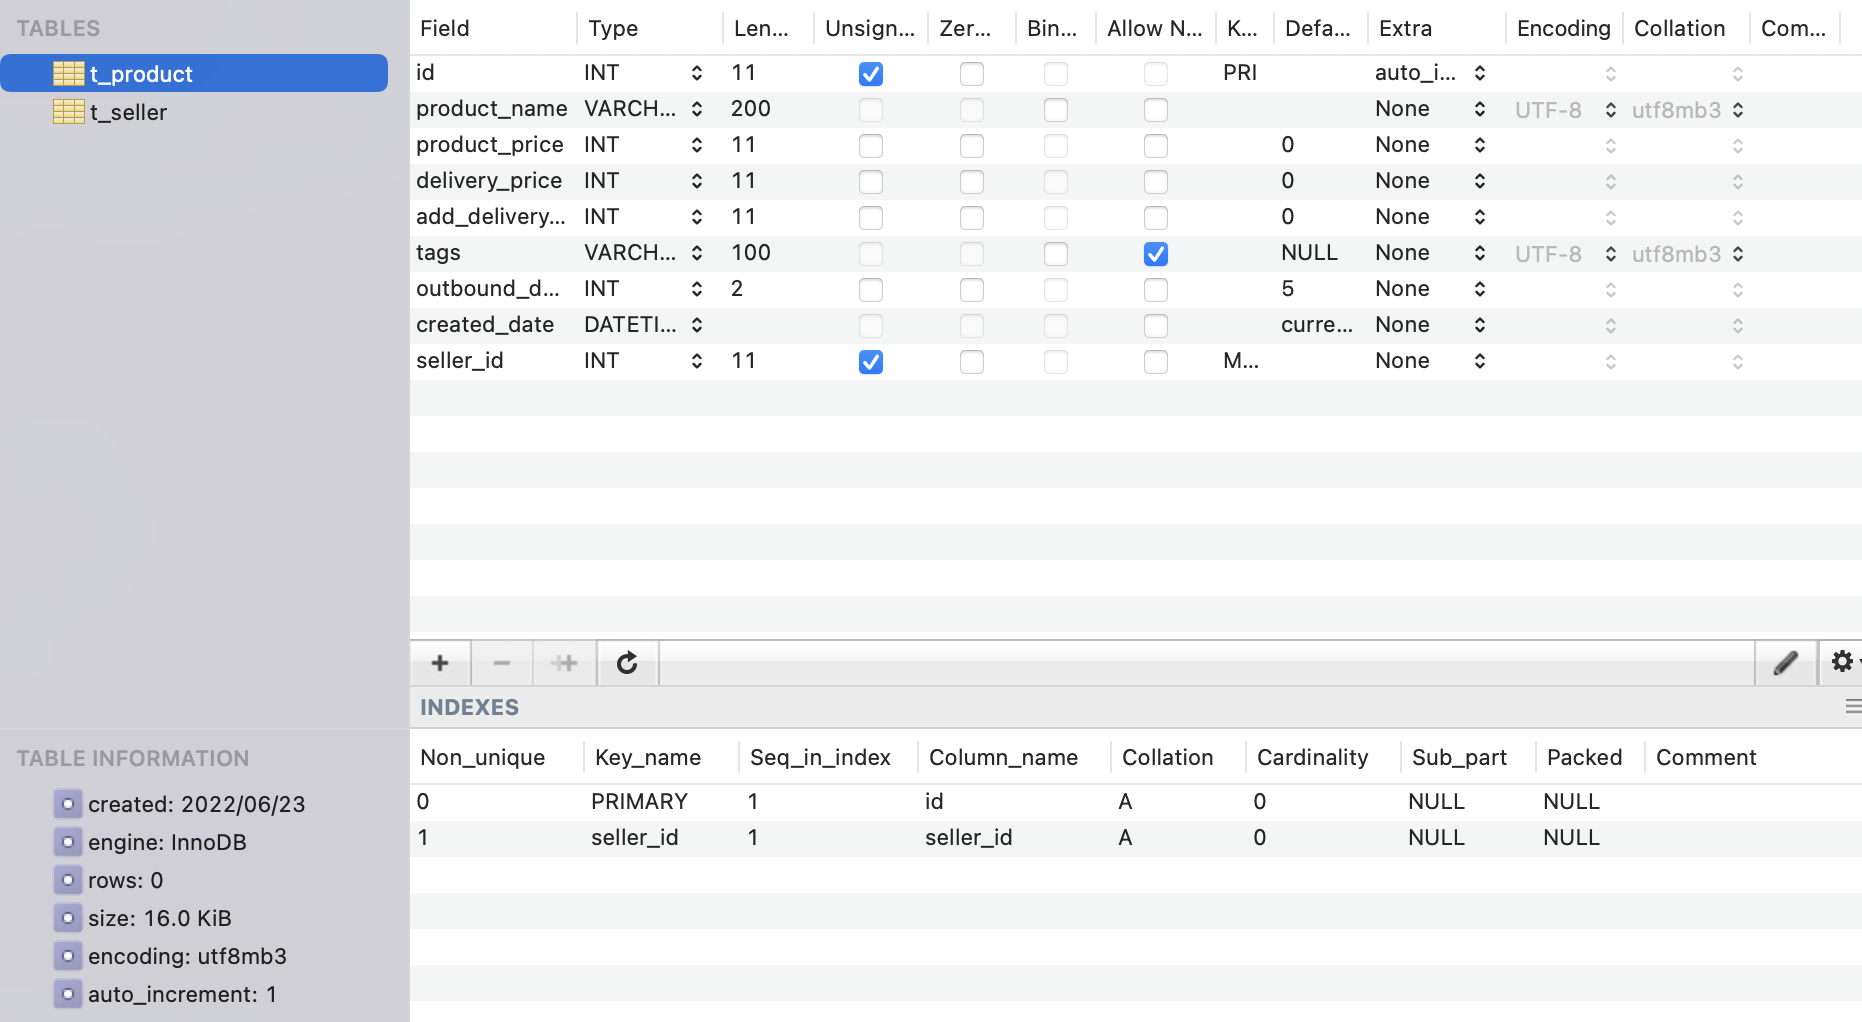 TABLES
t_product
t_seller
Field Type Len... Unsign... Zer... Bin... Allow N... K... Defa... Extra Encoding Collation Com...
id INT 11 PRI auto_i...
product_name VARCH... 200 None UTF-8 utf8mb3
product_price INT 11 0 None
delivery_price INT 11 0 None
add_delivery... INT 11 0 None
tags VARCH... 100 NULL None UTF-8 utf8mb3
outbound_d... INT 2 5 None
created_date DATETI... curre... None
seller_id INT 11 M... None
INDEXES
Non_unique Key_name Seq_in_index Column_name Collation Cardinality Sub_part Packed Comment
0 PRIMARY 1 id A 0 NULL NULL
1 seller_id 1 seller_id A 0 NULL NULL
TABLE INFORMATION
created: 2022/06/23
engine: InnoDB
rows: 0
size: 16.0 KiB
encoding: utf8mb3
auto_increment: 1